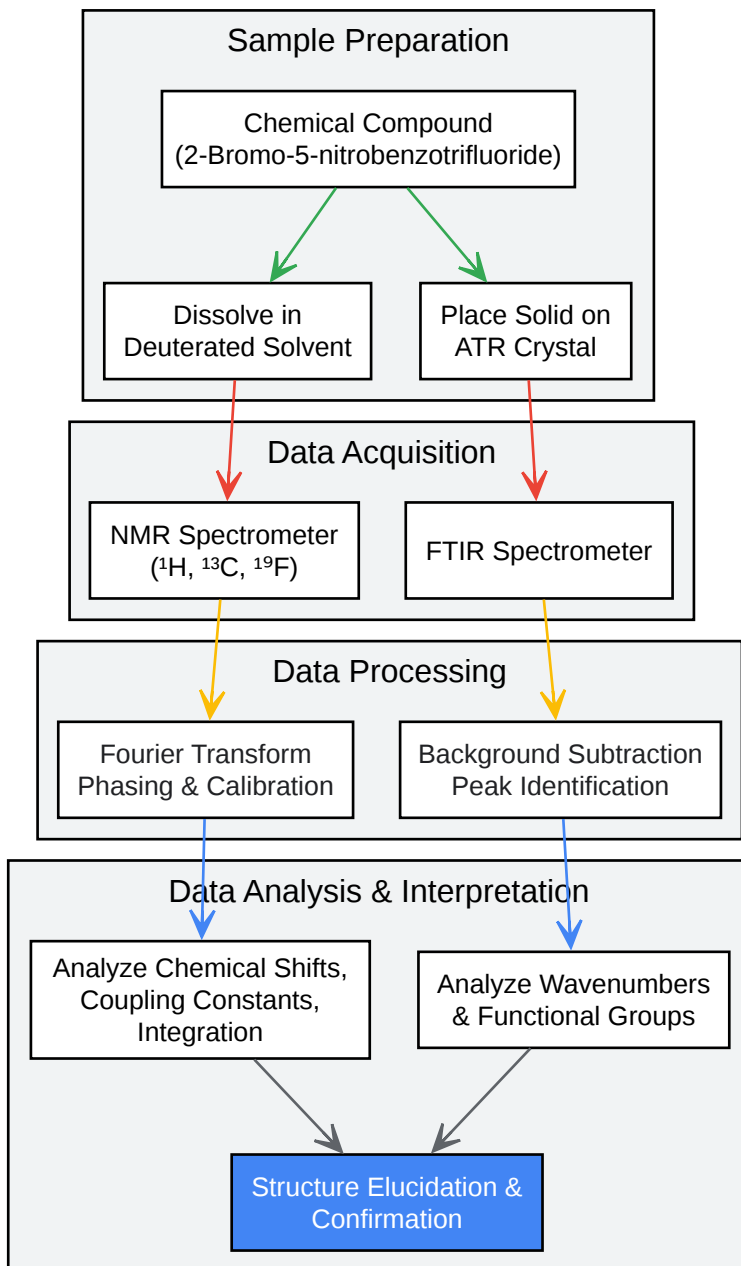 Sample Preparation
Chemical Compound
(2-Bromo-5-nitrobenzotrifluoride)
Dissolve in
Deuterated Solvent
Place Solid on
ATR Crystal
Data Acquisition
NMR Spectrometer
(¹H, ¹³C, ¹⁹F)
FTIR Spectrometer
Data Processing
Fourier Transform
Phasing & Calibration
Background Subtraction
Peak Identification
Data Analysis & Interpretation
Analyze Chemical Shifts,
Coupling Constants,
Integration
Analyze Wavenumbers
& Functional Groups
Structure Elucidation &
Confirmation